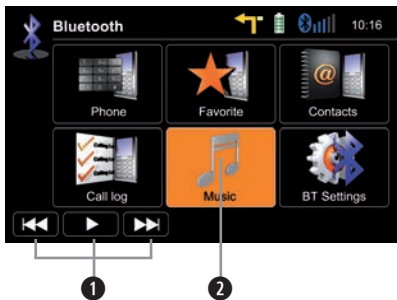 Bluetooth 10:16
Phone Favorite Contacts
@
Call log Music BT Settings
1 2